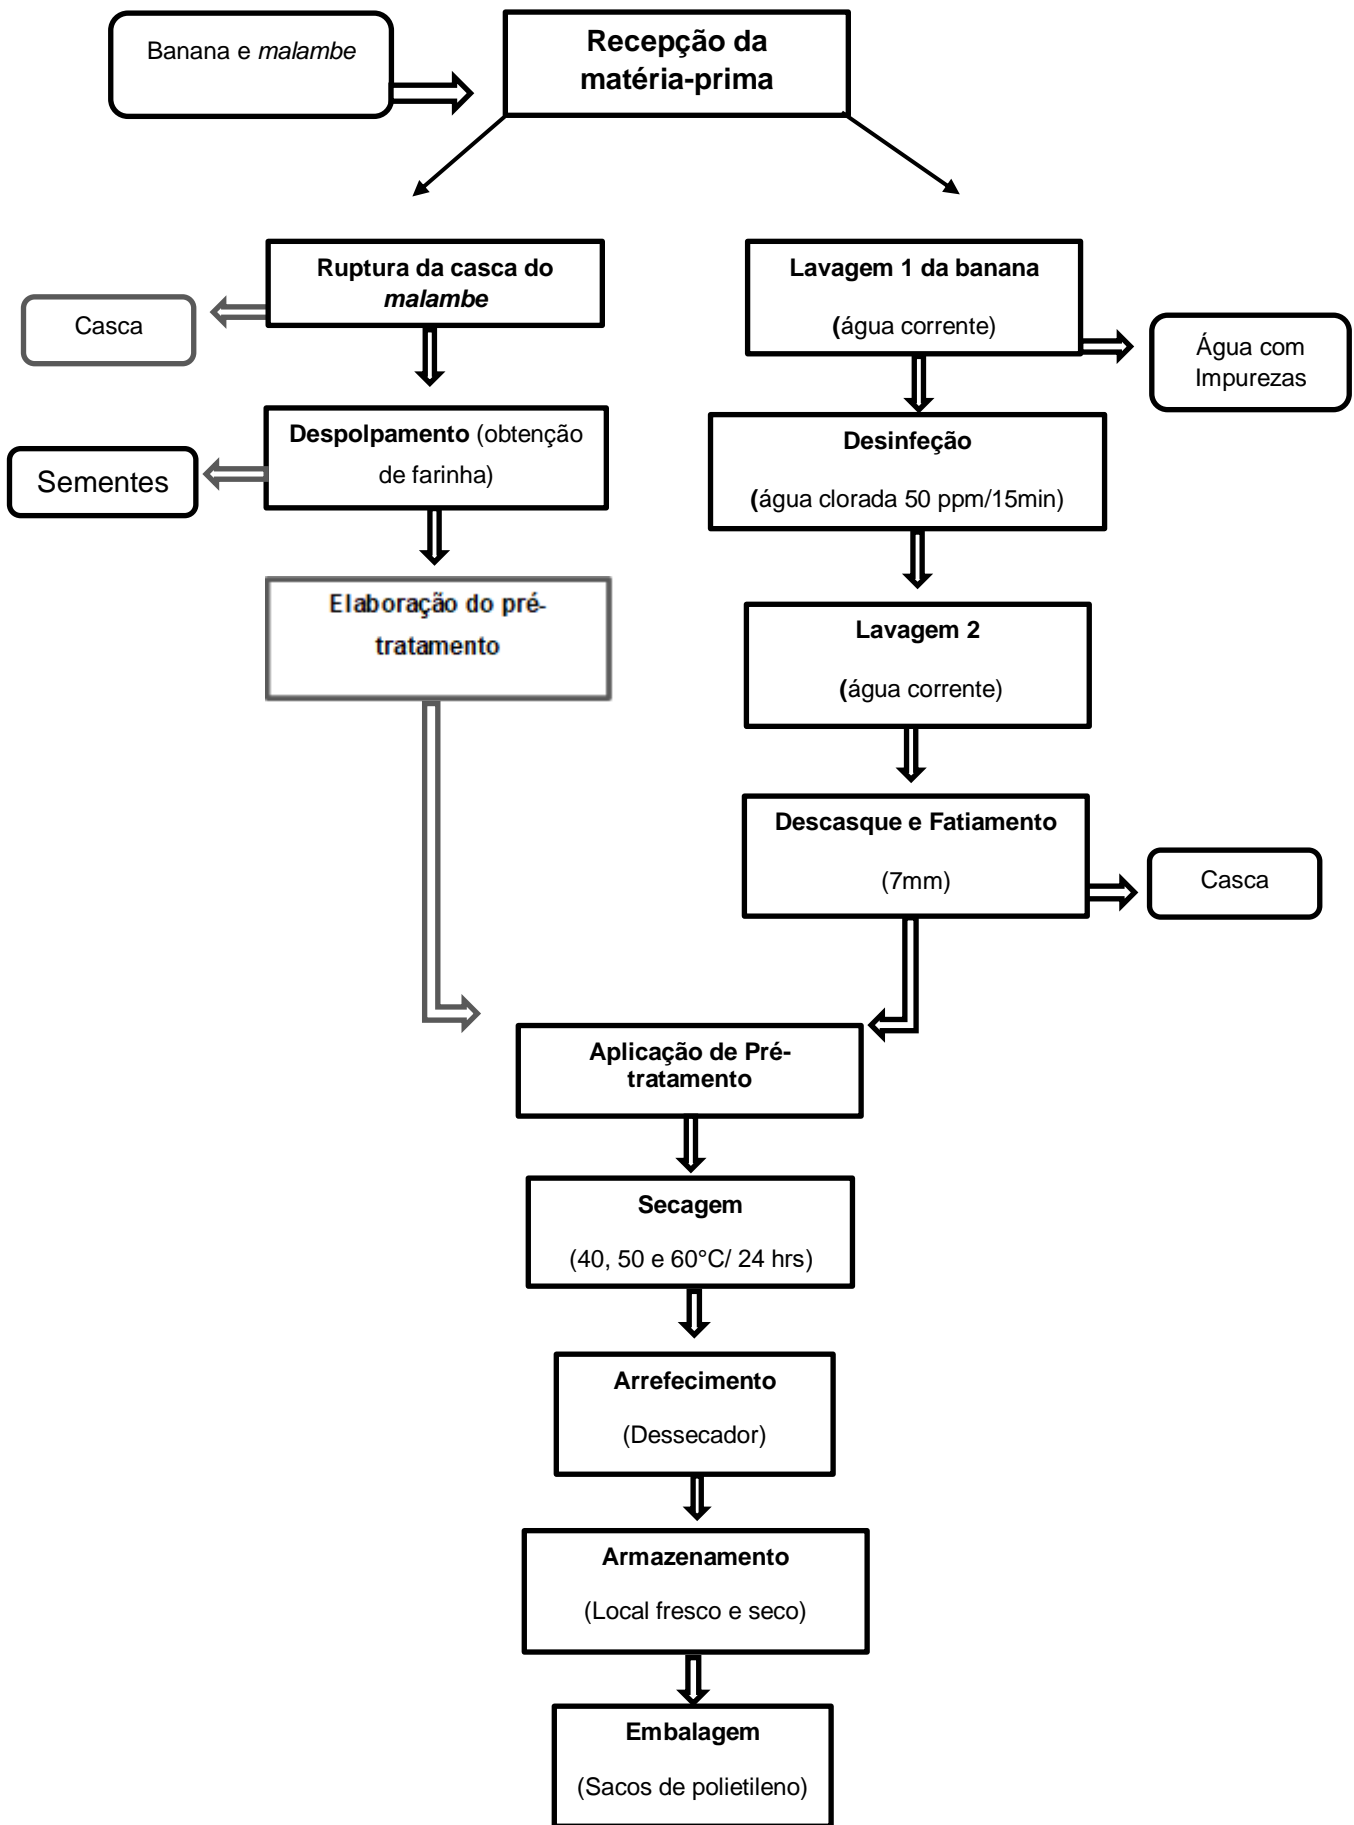 Banana e malambe
Recepção da
matéria-prima
Ruptura da casca do
malambe
Casca
Despolpamento (obtenção
de farinha)
Sementes
Elaboração do pré-
tratamento
Lavagem 1 da banana
(água corrente)
Água com
Impurezas
Desinfeção
(água clorada 50 ppm/15min)
Lavagem 2
(água corrente)
Descasque e Fatiamento
(7mm)
Casca
Aplicação de Pré-
tratamento
Secagem
(40, 50 e 60°C/ 24 hrs)
Arrefecimento
(Dessecador)
Armazenamento
(Local fresco e seco)
Embalagem
(Sacos de polietileno)